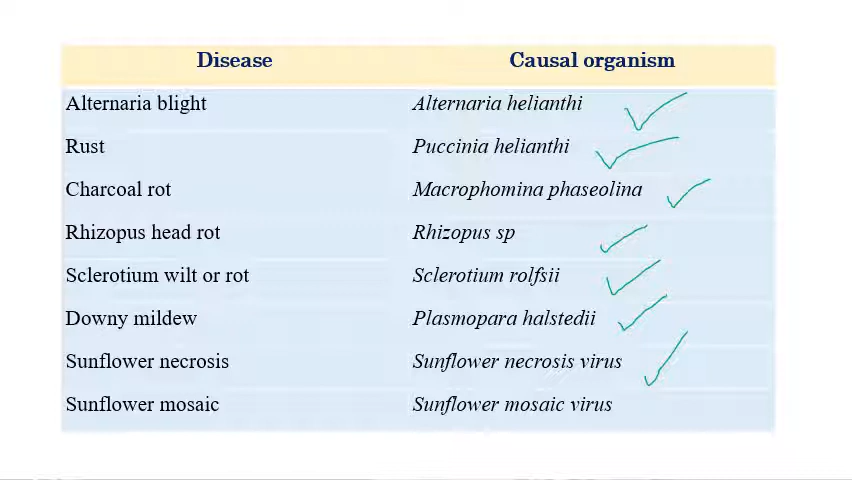 Disease Causal organism
Alternaria blight Alternaria helianthi
Rust Puccinia helianthi
Charcoal rot Macrophomina phaseolina
Rhizopus head rot Rhizopus sp
Sclerotium wilt or rot Sclerotium rolfsii
Downy mildew Plasmopara halstedii
Sunflower necrosis Sunflower necrosis virus
Sunflower mosaic Sunflower mosaic virus